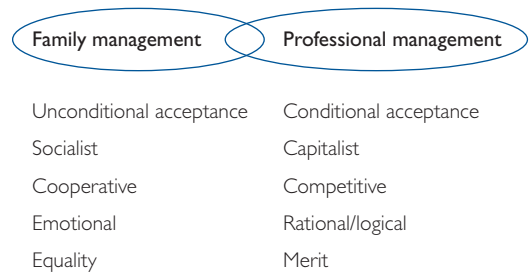 Family management Professional management
Unconditional acceptance Conditional acceptance
Socialist Capitalist
Cooperative Competitive
Emotional Rational/logical
Equality Merit